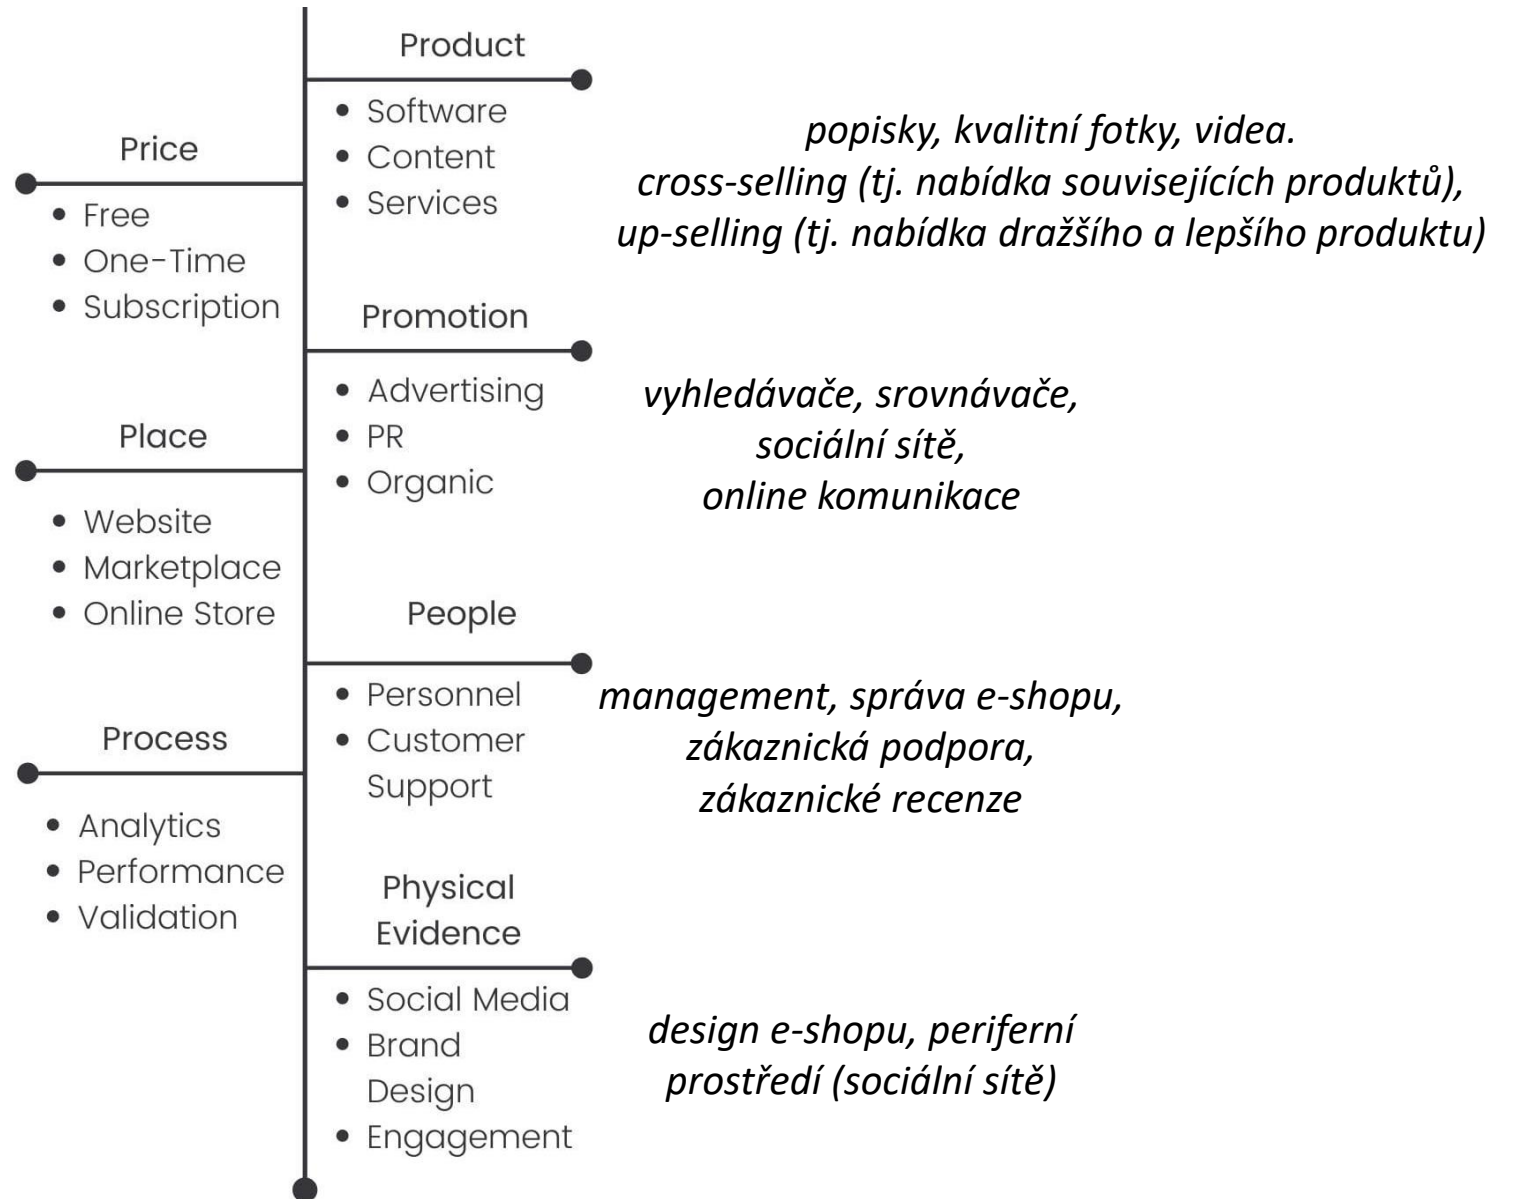 Product
• Software
• Content
• Services
popisky, kvalitní fotky, videa.
cross-selling (tj. nabídka souvisejících produktů),
up-selling (tj. nabídka dražšího a lepšího produktu)
Price
• Free
• One-Time
• Subscription
Promotion
• Advertising
• PR
• Organic
vyhledávače, srovnávače,
sociální sítě,
online komunikace
Place
• Website
• Marketplace
• Online Store
People
• Personnel
• Customer
Support
management, správa e-shopu,
zákaznická podpora,
zákaznické recenze
Process
• Analytics
• Performance
• Validation
Physical
Evidence
• Social Media
• Brand
Design
• Engagement
design e-shopu, periferní
prostředí (sociální sítě)